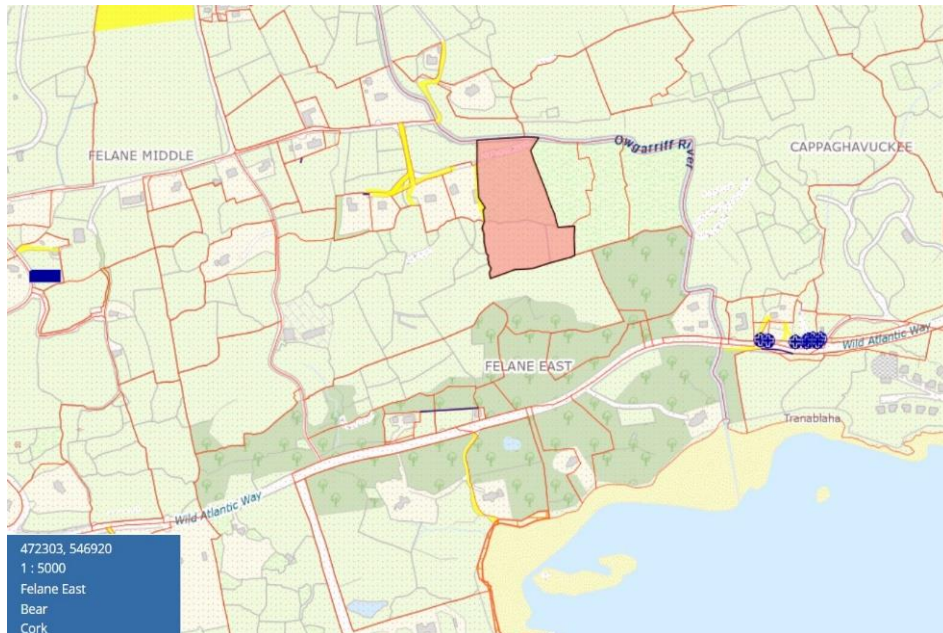 Owgarriff River
CAPPAGHAVUCKEE
FELANE MIDDLE
Wild Atlantic Way
FELANE EAST
Tranablaha
Wild Atlantic Way
472303, 546920
1 : 5000
Felane East
Bear
Cork